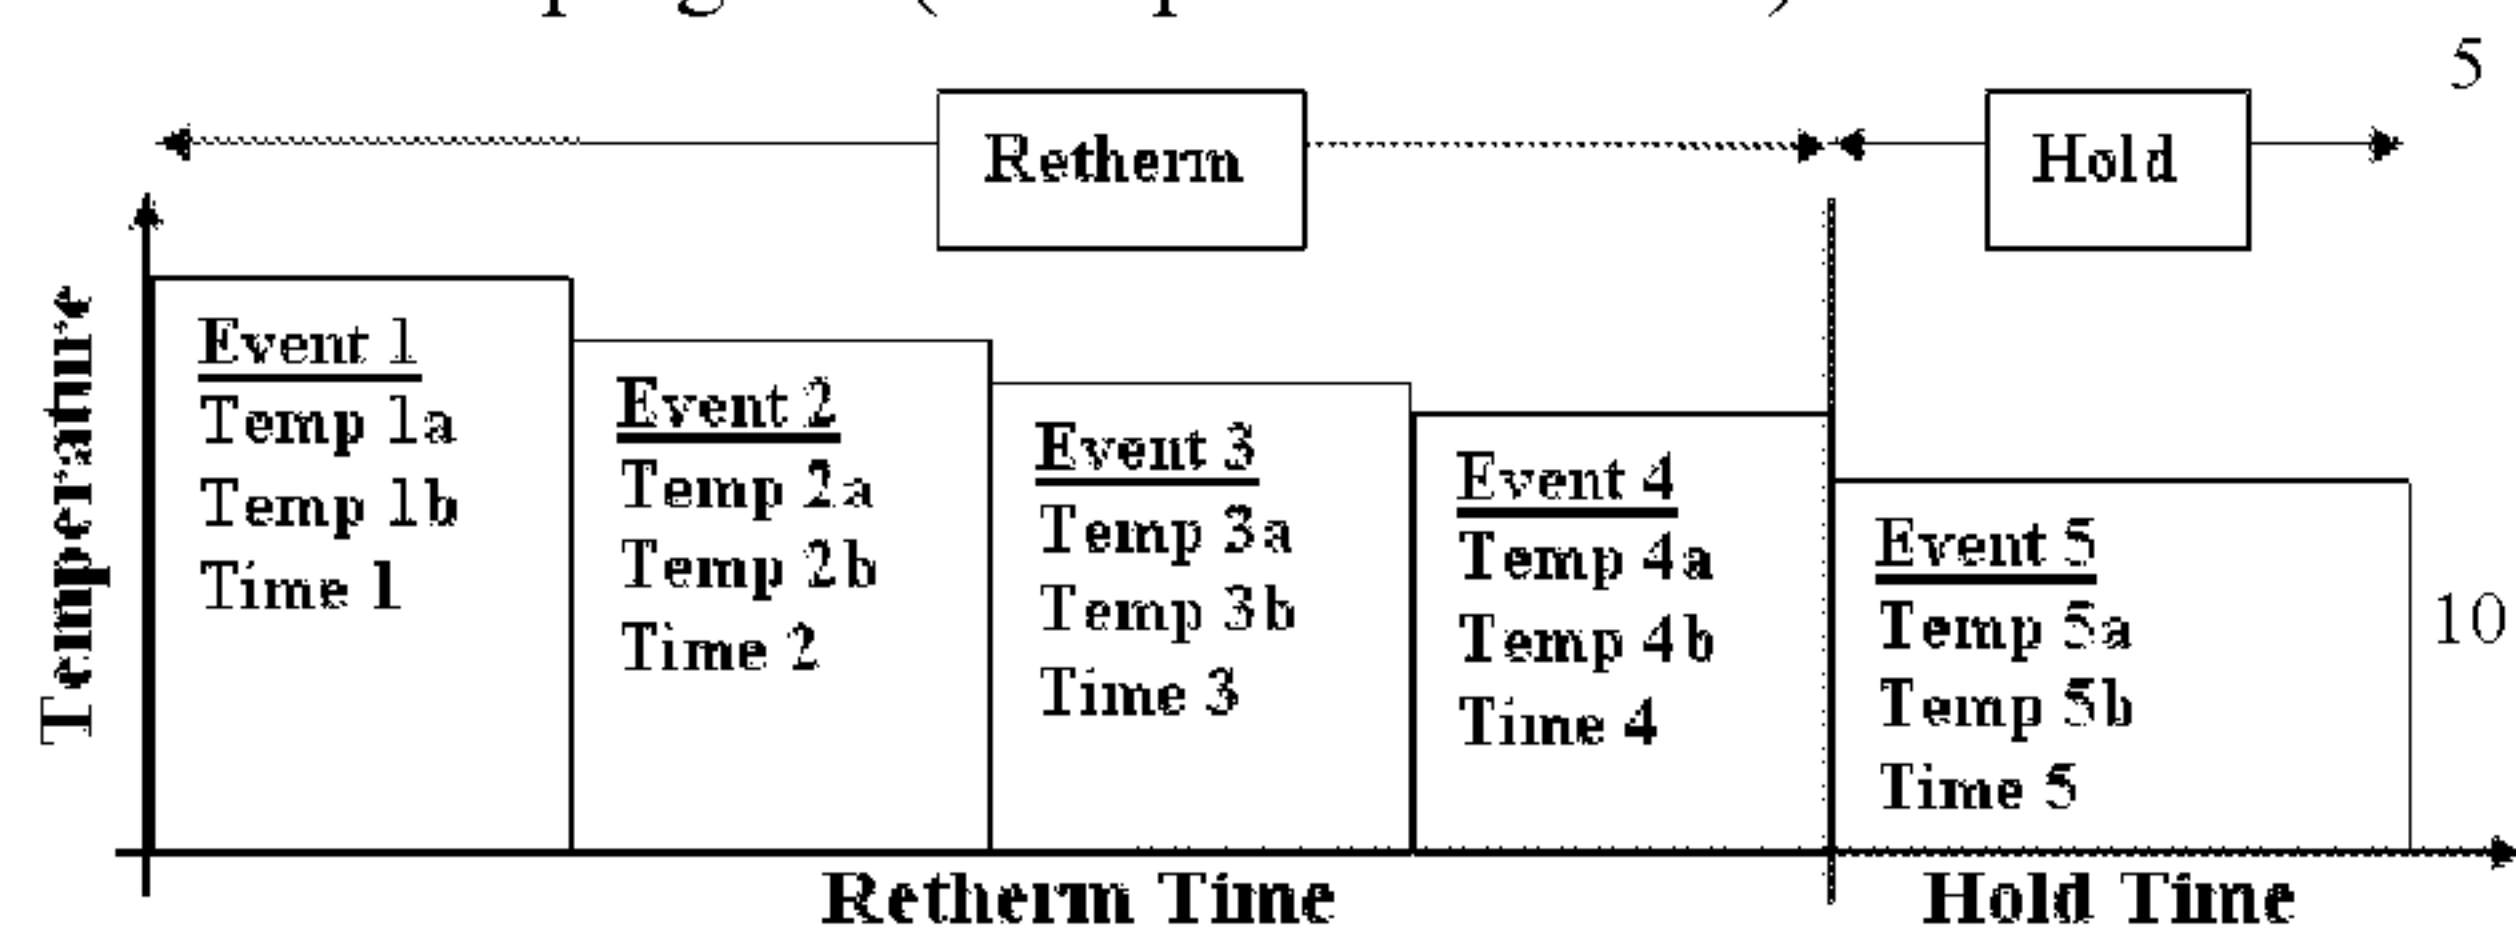 5
Retherm
Hold
Temperature
Event 1
Temp 1a
Temp 1b
Time 1
Event 2
Temp 2a
Temp 2b
Time 2
Event 3
Temp 3a
Temp 3b
Time 3
Event 4
Temp 4a
Temp 4b
Time 4
Event 5
Temp 5a
Temp 5b
Time 5
10
Retherm Time
Hold Time